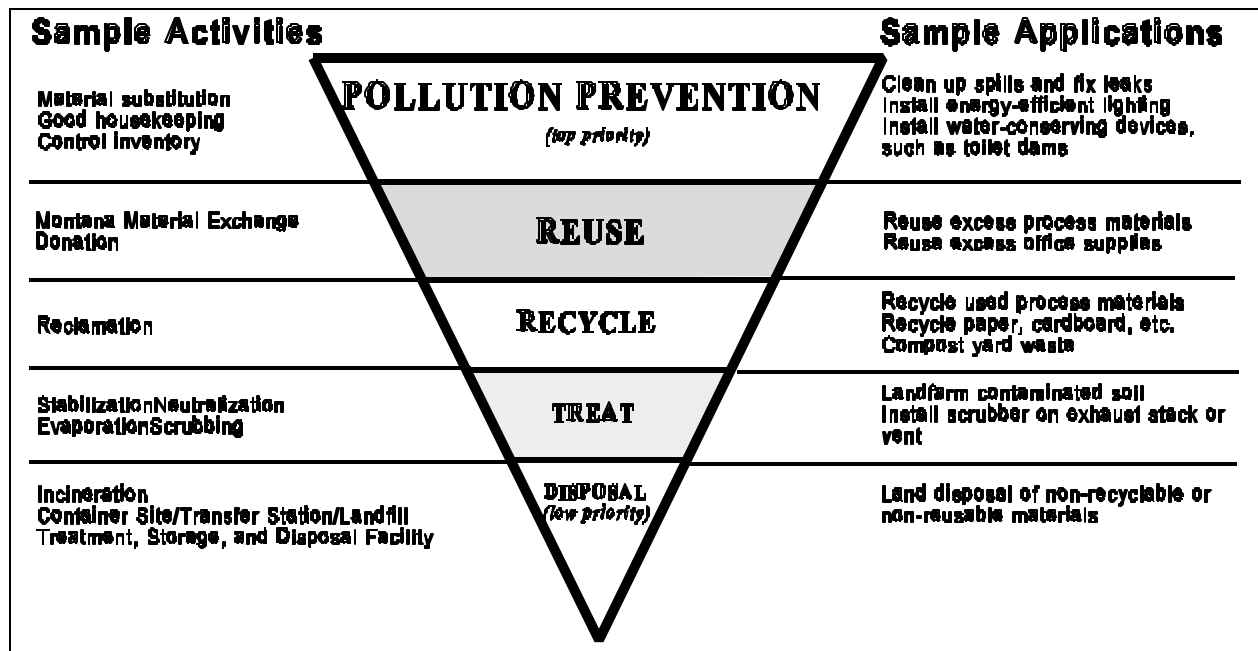 Sample Activities
Sample Applications
POLLUTION PREVENTION
(top priority)
Material substitution
Good housekeeping
Control inventory
Clean up spills and fix leaks
Install energy-efficient lighting
Install water-conserving devices,
such as toilet dams
Montana Material Exchange
Donation
REUSE
Reuse excess process materials
Reuse excess office supplies
Reclamation
RECYCLE
Recycle used process materials
Recycle paper, cardboard, etc.
Compost yard waste
StabilizationNeutralization
EvaporationScrubbing
TREAT
Landfarm contaminated soil
Install scrubber on exhaust stack or
vent
Incineration
Container Site/Transfer Station/Landfill
Treatment, Storage, and Disposal Facility
DISPOSAL
(low priority)
Land disposal of non-recyclable or
non-reusable materials